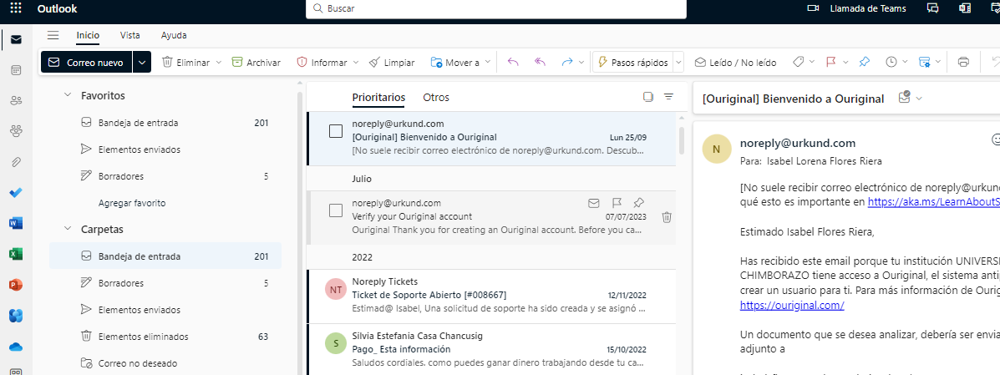 Outlook
Buscar
Llamada de Teams
Inicio Vista Ayuda
Correo nuevo Eliminar Archivar Informar Limpiar Mover a Pasos rápidos Leído / No leído
Favoritos
Bandeja de entrada 201
Elementos enviados
Borradores 5
Agregar favorito
Carpetas
Bandeja de entrada 201
Borradores 5
Elementos enviados
Elementos eliminados 63
Correo no deseado
Prioritarios Otros
noreply@urkund.com
[Ouriginal] Bienvenido a Ouriginal Lun 25/09
[No suele recibir correo electrónico de noreply@urkund.com. Descub...
Julio
noreply@urkund.com
Verify your Ouriginal account 07/07/2023
Ouriginal Thank you for creating an Ouriginal account. Before you ca...
2022
NT
Noreply Tickets
Ticket de Soporte Abierto [#008667] 12/11/2022
Estimad@ Isabel, Una solicitud de soporte ha sido creada y se asignó ...
S
Silvia Estefania Casa Chancusig
Pago_ Esta información 15/10/2022
Saludos cordiales. como puedes ganar dinero trabajando desde tu ca...
[Ouriginal] Bienvenido a Ouriginal
N
noreply@urkund.com
Para: Isabel Lorena Flores Riera
[No suele recibir correo electrónico de noreply@urkun
qué esto es importante en https://aka.ms/LearnAboutS
Estimado Isabel Flores Riera,
Has recibido este email porque tu institución UNIVERSI
CHIMBORAZO tiene acceso a Ouriginal, el sistema antip
crear un usuario para ti. Para más información de Ourig
https://ouriginal.com/
Un documento que se desea analizar, debería ser envia
adjunto a